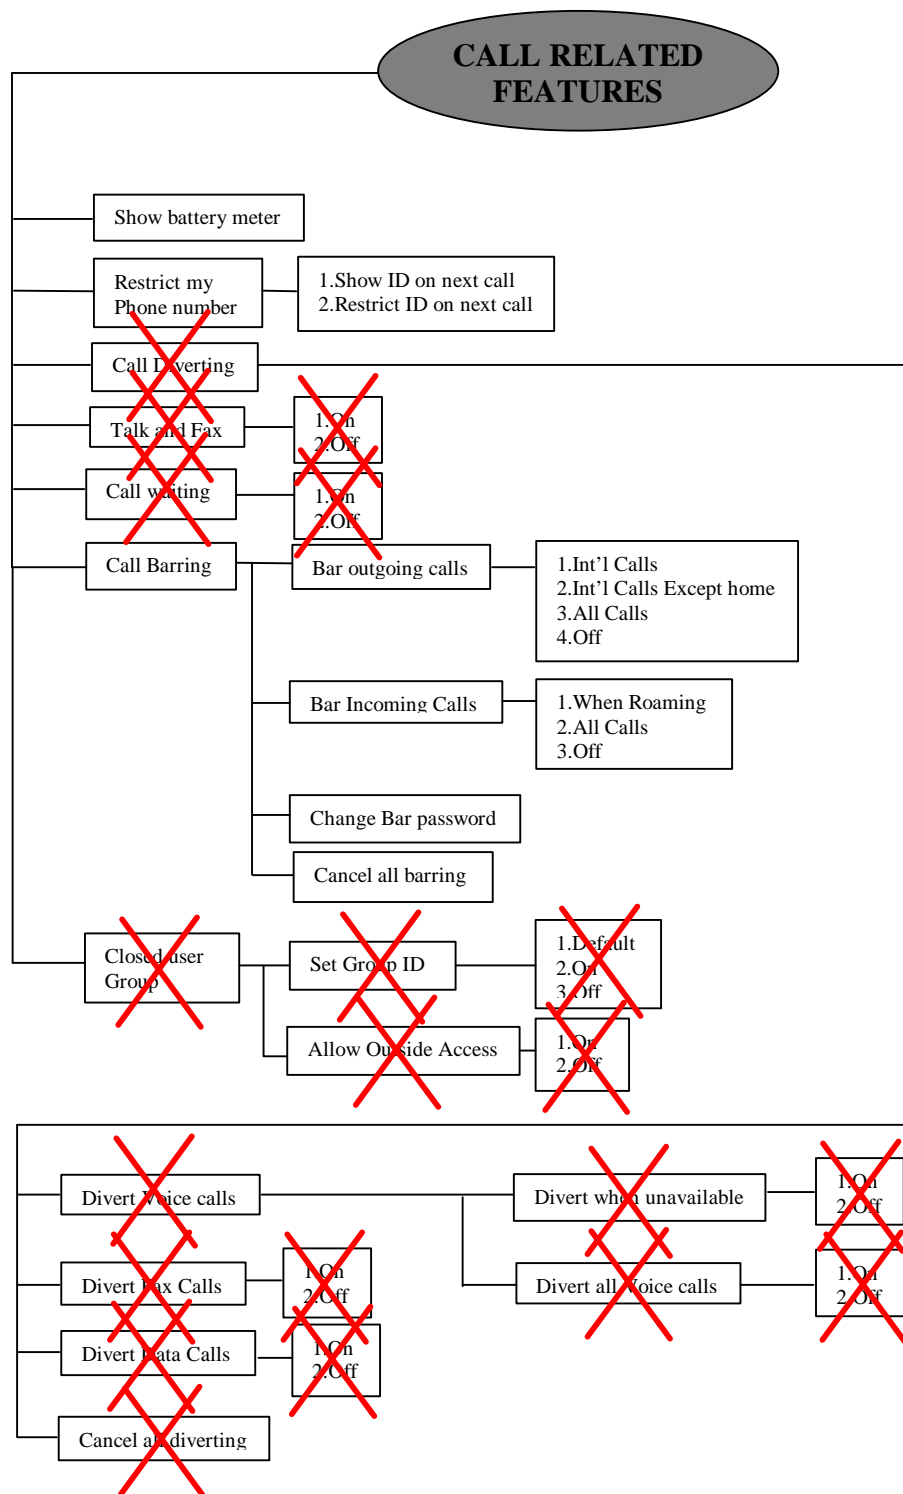 CALL RELATED
FEATURES
Show battery meter
Restrict my
Phone number
1.Show ID on next call
2.Restrict ID on next call
Call Diverting
Talk and Fax
1.On
2.Off
Call waiting
1.On
2.Off
Call Barring
Bar outgoing calls
1.Int’l Calls
2.Int’l Calls Except home
3.All Calls
4.Off
Bar Incoming Calls
1.When Roaming
2.All Calls
3.Off
Change Bar password
Cancel all barring
Closed user
Group
Set Group ID
1.Default
2.On
3.Off
Allow Outside Access
1.On
2.Off
Divert Voice calls
Divert when unavailable
1.On
2.Off
Divert Fax Calls
1.On
2.Off
Divert all Voice calls
1.On
2.Off
Divert Data Calls
1.On
2.Off
Cancel all diverting